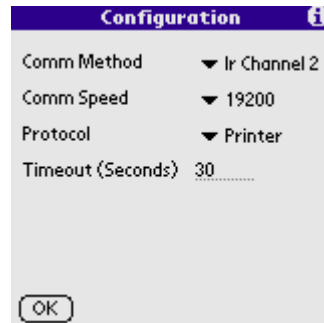 Configuration i
Comm Method Ir Channel 2
Comm Speed 19200
Protocol Printer
Timeout (Seconds) 30
OK